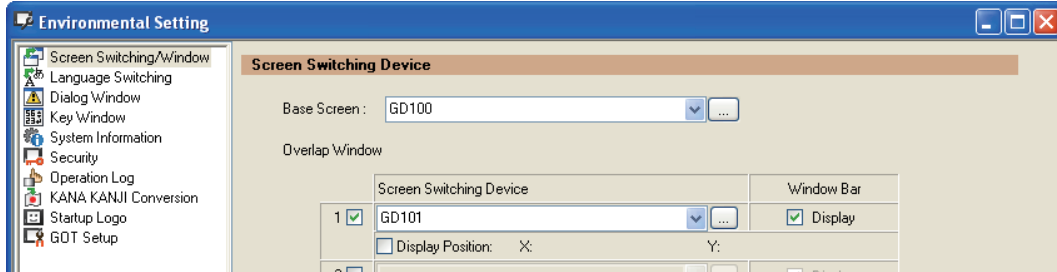 Environmental Setting
Screen Switching/Window
Language Switching
Dialog Window
Key Window
System Information
Security
Operation Log
KANA KANJI Conversion
Startup Logo
GOT Setup
Screen Switching Device
Base Screen : GD100 ...
Overlap Window
Screen Switching Device Window Bar
1 GD101 ... Display
Display Position: X: Y: